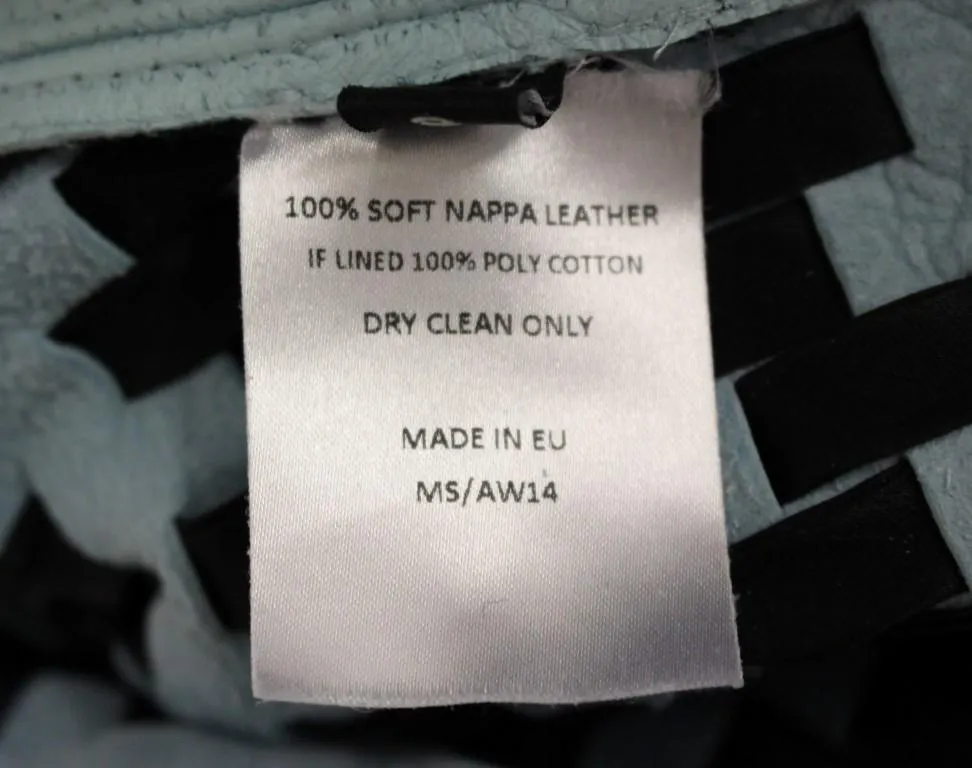 100% SOFT NAPPA LEATHER
IF LINED 100% POLY COTTON
DRY CLEAN ONLY
MADE IN EU
MS/AW14